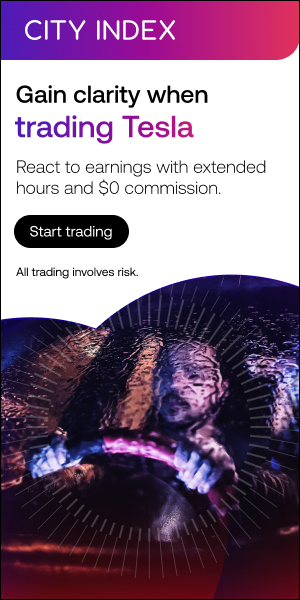 CITY INDEX
Gain clarity when
trading Tesla
React to earnings with extended
hours and $0 commission.
Start trading
All trading involves risk.